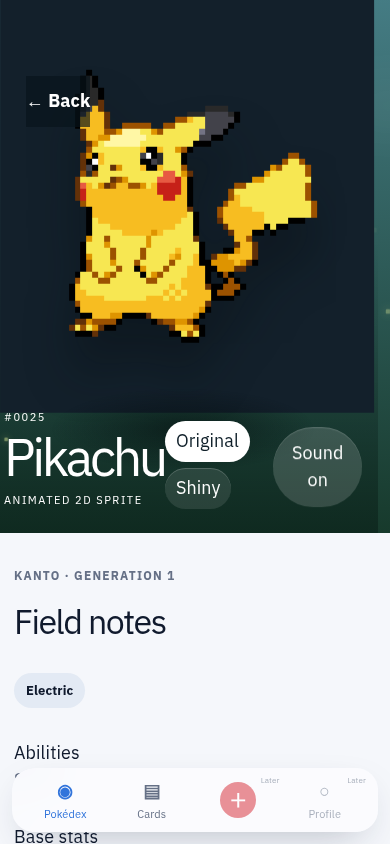 ← Back
#0025
Pikachu
ANIMATED 2D SPRITE
Original
Shiny
Sound
on
KANTO · GENERATION 1
Field notes
Electric
Abilities
Base stats
Pokédex
Cards
+
Later
Profile
Later